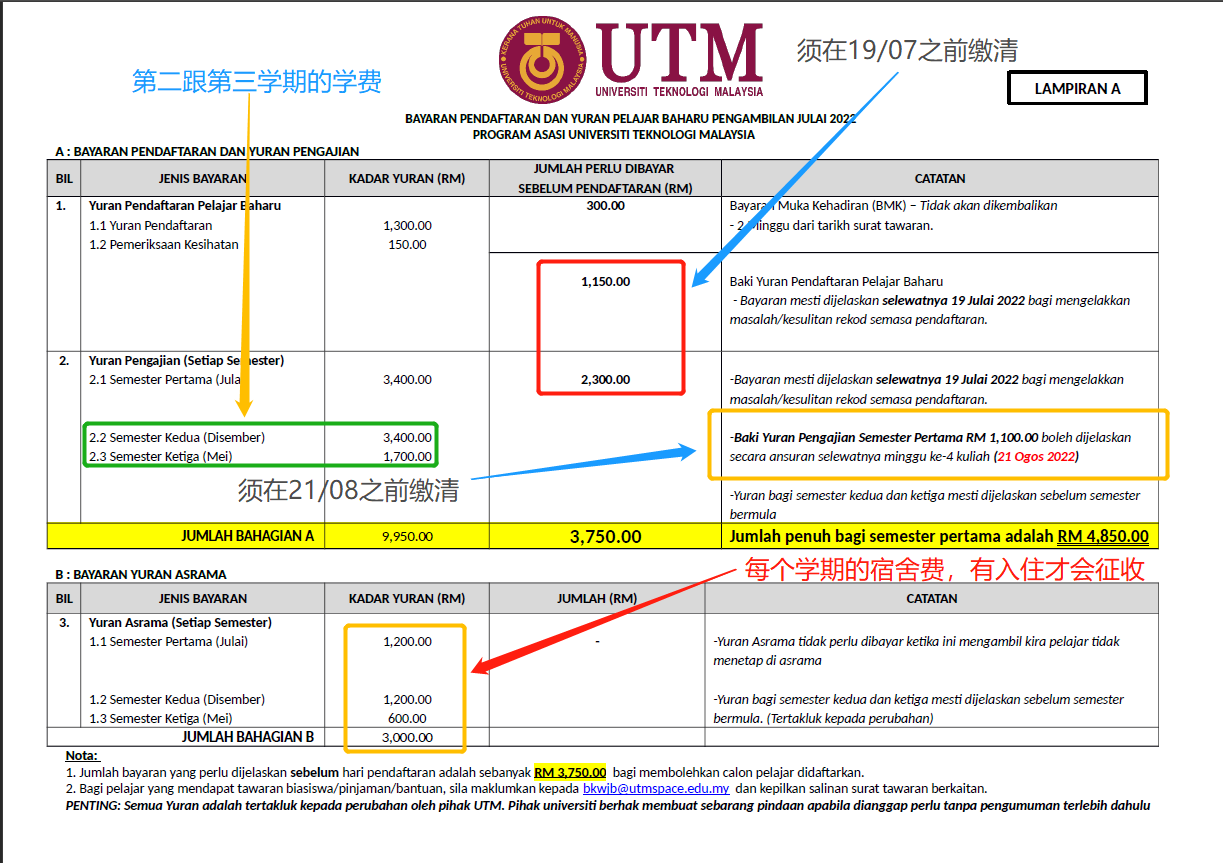 UTM
UNIVERSITI TEKNOLOGI MALAYSIA
KERANA TUHAN UNTUK MANUSIA
UNIVERSITI TEKNOLOGI MALAYSIA
须在19/07之前缴清
第二跟第三学期的学费
LAMPIRAN A
BAYARAN PENDAFTARAN DAN YURAN PELAJAR BAHARU PENGAMBILAN JULAI 2022
PROGRAM ASASI UNIVERSITI TEKNOLOGI MALAYSIA
A : BAYARAN PENDAFTARAN DAN YURAN PENGAJIAN
BIL JENIS BAYARAN KADAR YURAN (RM) JUMLAH PERLU DIBAYAR SEBELUM PENDAFTARAN (RM) CATATAN
1. Yuran Pendaftaran Pelajar Baharu 300.00 Bayaran Muka Kehadiran (BMK) – Tidak akan dikembalikan
1.1 Yuran Pendaftaran 1,300.00 - 2 Minggu dari tarikh surat tawaran.
1.2 Pemeriksaan Kesihatan 150.00
1,150.00 Baki Yuran Pendaftaran Pelajar Baharu
- Bayaran mesti dijelaskan selewatnya 19 Julai 2022 bagi mengelakkan
masalah/kesulitan rekod semasa pendaftaran.
2. Yuran Pengajian (Setiap Semester)
2.1 Semester Pertama (Jula 3,400.00 2,300.00 -Bayaran mesti dijelaskan selewatnya 19 Julai 2022 bagi mengelakkan
masalah/kesulitan rekod semasa pendaftaran.
2.2 Semester Kedua (Disember) 3,400.00 -Baki Yuran Pengajian Semester Pertama RM 1,100.00 boleh dijelaskan
2.3 Semester Ketiga (Mei) 1,700.00 secara ansuran selewatnya minggu ke-4 kuliah (21 Ogos 2022)
须在21/08之前缴清
-Yuran bagi semester kedua dan ketiga mesti dijelaskan sebelum semester
bermula
JUMLAH BAHAGIAN A 9,950.00 3,750.00 Jumlah penuh bagi semester pertama adalah RM 4,850.00
每个学期的宿舍费，有入住才会征收
B : BAYARAN YURAN ASRAMA
BIL JENIS BAYARAN KADAR YURAN (RM) JUMLAH (RM) CATATAN
3. Yuran Asrama (Setiap Semester)
1.1 Semester Pertama (Julai) 1,200.00 - -Yuran Asrama tidak perlu dibayar ketika ini mengambil kira pelajar tidak
menetap di asrama
1.2 Semester Kedua (Disember) 1,200.00 -Yuran bagi semester kedua dan ketiga mesti dijelaskan sebelum semester
1.3 Semester Ketiga (Mei) 600.00 bermula. (Tertakluk kepada perubahan)
JUMLAH BAHAGIAN B 3,000.00
Nota:
1. Jumlah bayaran yang perlu dijelaskan sebelum hari pendaftaran adalah sebanyak RM 3,750.00 bagi membolehkan calon pelajar didaftarkan.
2. Bagi pelajar yang mendapat tawaran biasiswa/pinjaman/bantuan, sila maklumkan kepada bkwjb@utmspace.edu.my dan kepilkan salinan surat tawaran berkaitan.
PENTING: Semua Yuran adalah tertakluk kepada perubahan oleh pihak UTM. Pihak universiti berhak membuat sebarang pindaan apabila dianggap perlu tanpa pengumuman terlebih dahulu